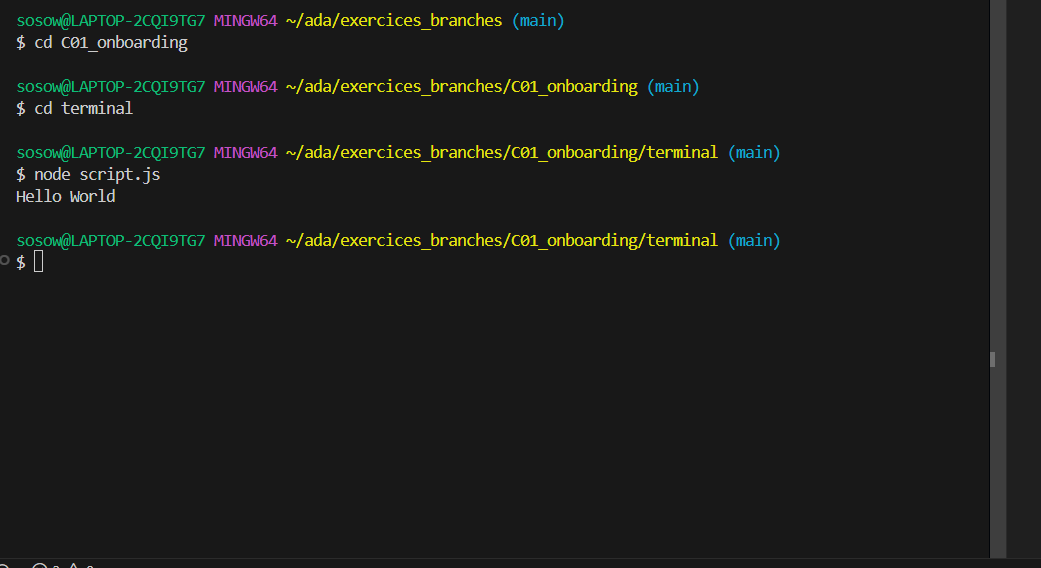 sosow@LAPTOP-2CQI9TG7 MINGW64 ~/ada/exercices_branches (main)
$ cd C01_onboarding
sosow@LAPTOP-2CQI9TG7 MINGW64 ~/ada/exercices_branches/C01_onboarding (main)
$ cd terminal
sosow@LAPTOP-2CQI9TG7 MINGW64 ~/ada/exercices_branches/C01_onboarding/terminal (main)
$ node script.js
Hello World
sosow@LAPTOP-2CQI9TG7 MINGW64 ~/ada/exercices_branches/C01_onboarding/terminal (main)
$